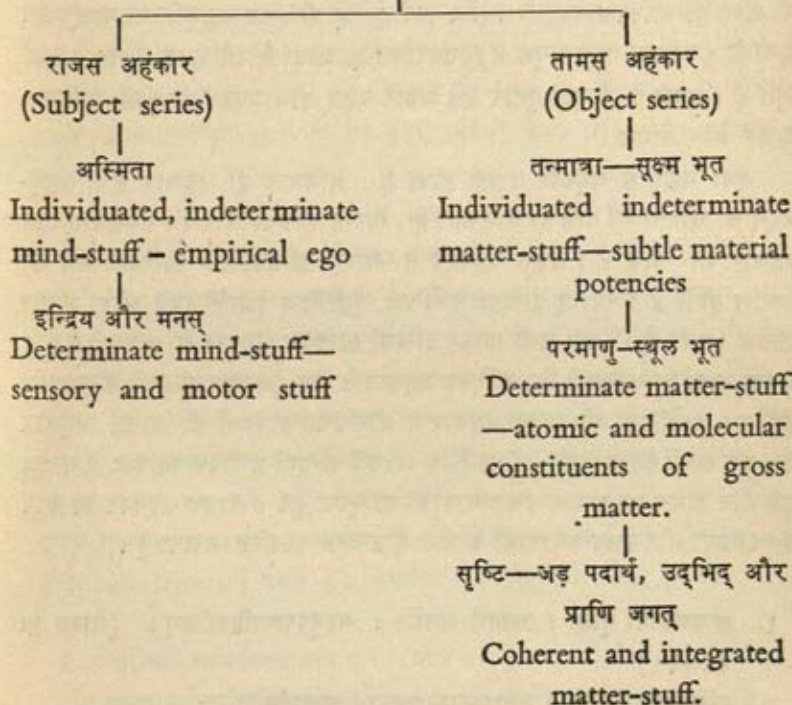 राजस अहंकार
(Subject series)
अस्मिता
Individuated, indeterminate
mind-stuff – empirical ego
इन्द्रिय और मनस्
Determinate mind-stuff—
sensory and motor stuff
तामस अहंकार
(Object series)
तन्मात्रा—सूक्ष्म भूत
Individuated indeterminate
matter-stuff—subtle material
potencies
परमाणु–स्थूल भूत
Determinate matter-stuff
—atomic and molecular
constituents of gross
matter.
सृष्टि—अड़ पदार्थ, उद्‌भिद् और
प्राणि जगत्
Coherent and integrated
matter-stuff.